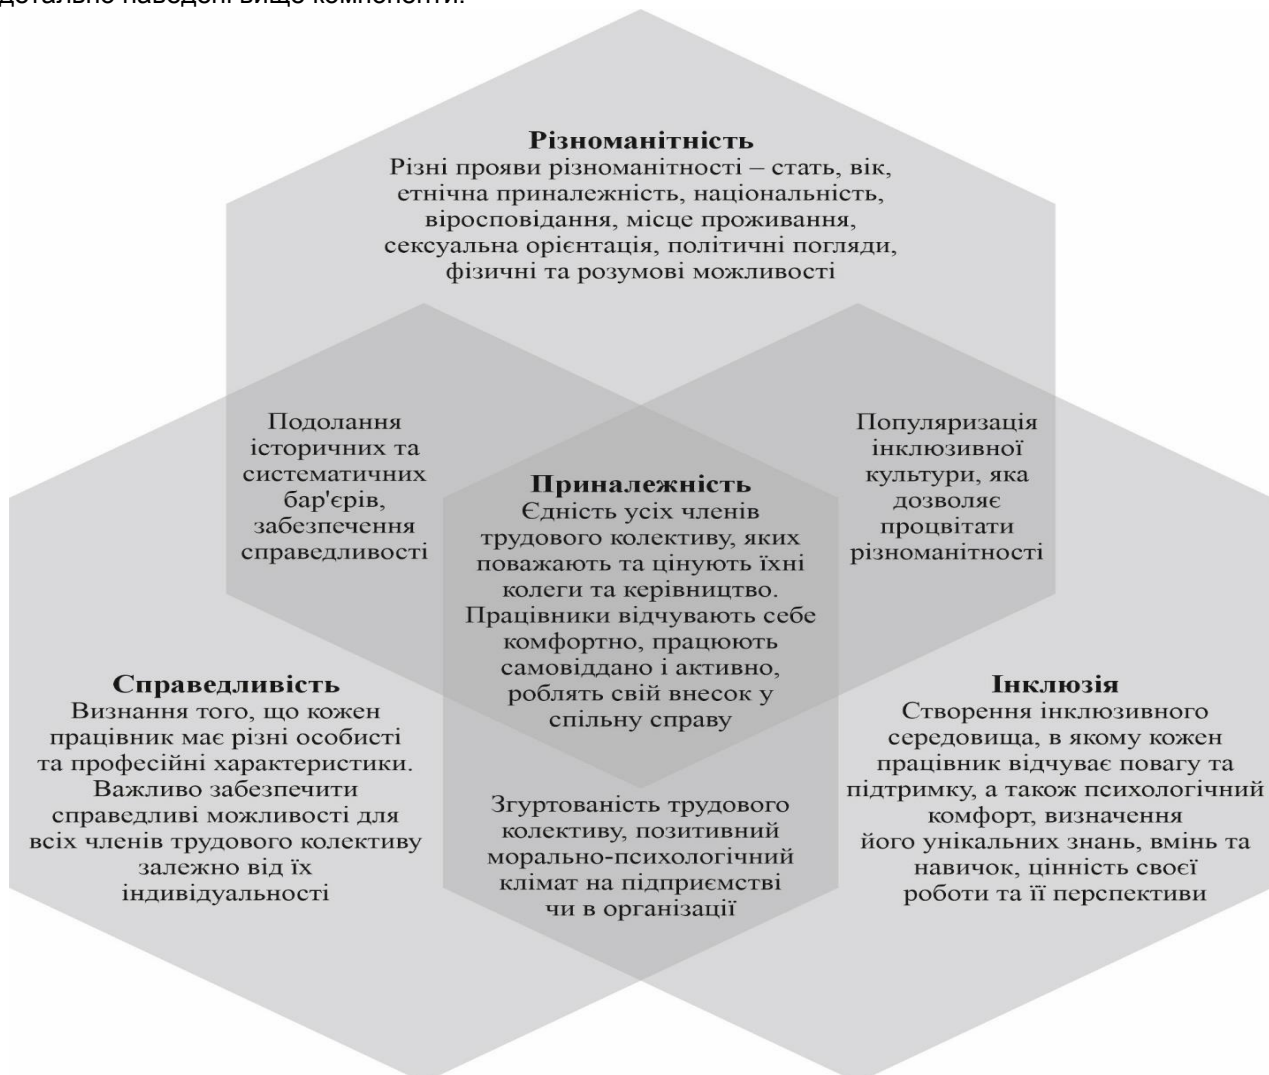 детально наведені вище компоненти.
Різноманітність
Різні прояви різноманітності – стать, вік,
етнічна приналежність, національність,
віросповідання, місце проживання,
сексуальна орієнтація, політичні погляди,
фізичні та розумові можливості
Подолання
історичних та
систематичних
бар'єрів,
забезпечення
справедливості
Популяризація
інклюзивної
культури, яка
дозволяє
процвітати
різноманітності
Приналежність
Єдність усіх членів
трудового колективу, яких
поважають та цінують їхні
колеги та керівництво.
Працівники відчувають себе
комфортно, працюють
самовіддано і активно,
роблять свій внесок у
спільну справу
Справедливість
Визнання того, що кожен
працівник має різні особисті
та професійні характеристики.
Важливо забезпечити
справедливі можливості для
всіх членів трудового колективу
залежно від їх
індивідуальності
Інклюзія
Створення інклюзивного
середовища, в якому кожен
працівник відчуває повагу та
підтримку, а також психологічний
комфорт, визначення
його унікальних знань, вмінь та
навичок, цінність своєї
роботи та її перспективи
Згуртованість трудового
колективу, позитивний
морально-психологічний
клімат на підприємстві
чи в організації